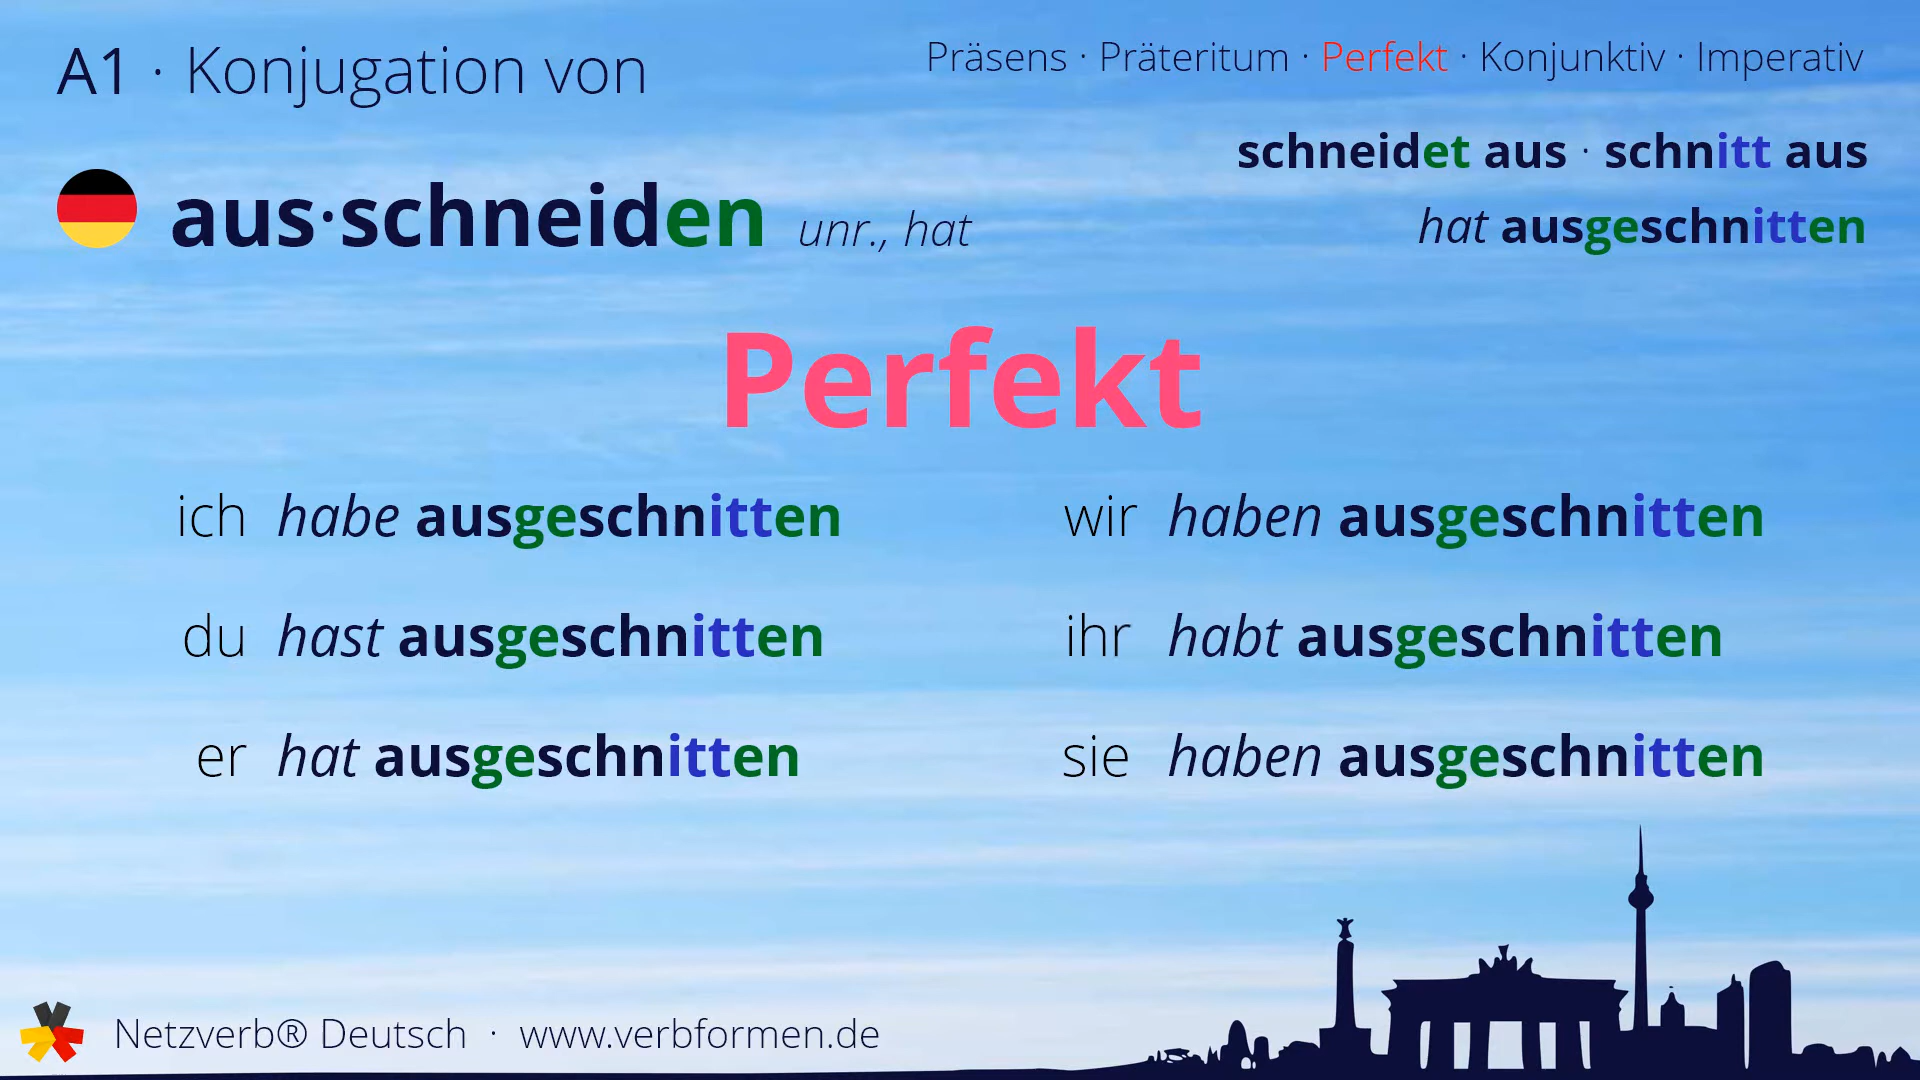 A1 · Konjugation von
Präsens · Präteritum · Perfekt · Konjunktiv · Imperativ
aus·schneiden unr., hat
schneidet aus · schnitt aus
hat ausgeschnitten
Perfekt
ich habe ausgeschnitten
du hast ausgeschnitten
er hat ausgeschnitten
wir haben ausgeschnitten
ihr habt ausgeschnitten
sie haben ausgeschnitten
Netzverb® Deutsch · www.verbformen.de